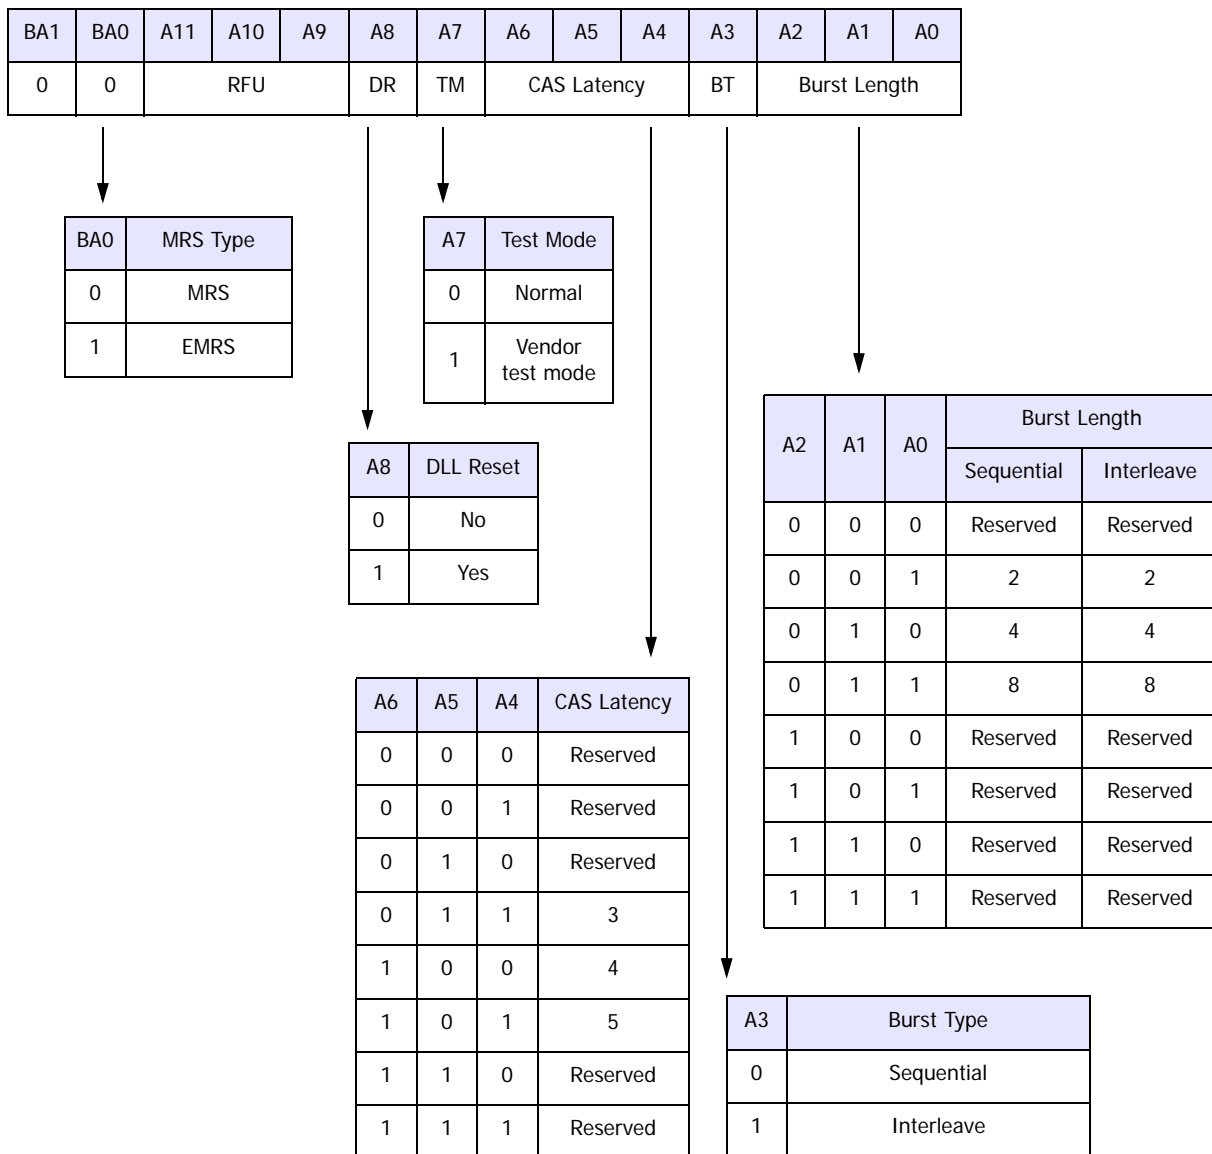 BA1 BA0 A11 A10 A9 A8 A7 A6 A5 A4 A3 A2 A1 A0
0 0 RFU DR TM CAS Latency BT Burst Length
BA0 MRS Type
0 MRS
1 EMRS
A7 Test Mode
0 Normal
1 Vendor
test mode
A8 DLL Reset
0 No
1 Yes
A2 A1 A0 Burst Length
Sequential Interleave
0 0 0 Reserved Reserved
0 0 1 2 2
0 1 0 4 4
0 1 1 8 8
1 0 0 Reserved Reserved
1 0 1 Reserved Reserved
1 1 0 Reserved Reserved
1 1 1 Reserved Reserved
A6 A5 A4 CAS Latency
0 0 0 Reserved
0 0 1 Reserved
0 1 0 Reserved
0 1 1 3
1 0 0 4
1 0 1 5
1 1 0 Reserved
1 1 1 Reserved
A3 Burst Type
0 Sequential
1 Interleave